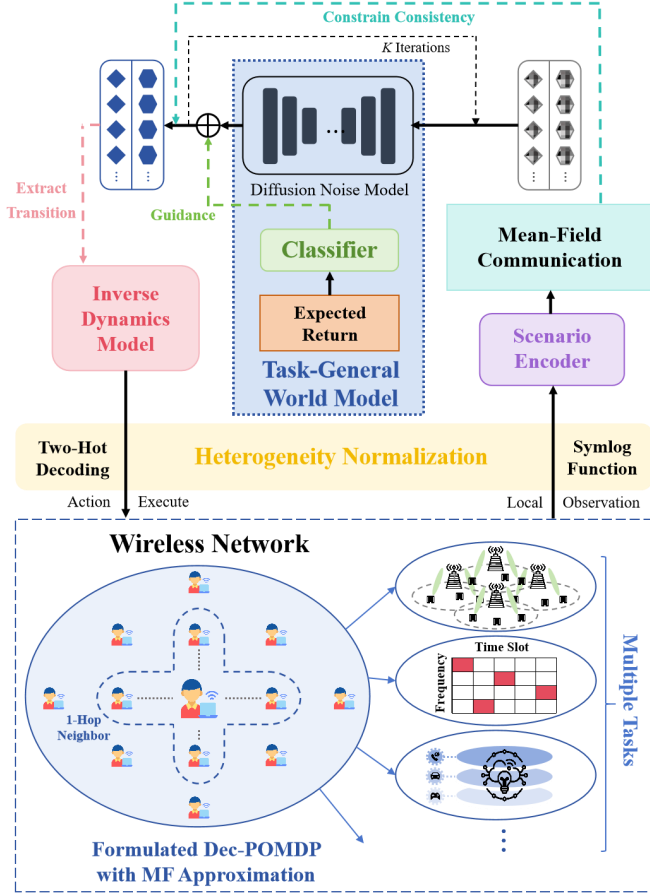 Constrain Consistency
K Iterations
Diffusion Noise Model
Extract
Transition
Guidance
Classifier
Expected
Return
Task-General
World Model
Mean-Field
Communication
Inverse
Dynamics
Model
Scenario
Encoder
Two-Hot
Decoding
Heterogeneity Normalization
Symlog
Function
Action
Execute
Local
Observation
Wireless Network
1-Hop
Neighbor
Time Slot
Frequency
Multiple Tasks
Formulated Dec-POMDP
with MF Approximation